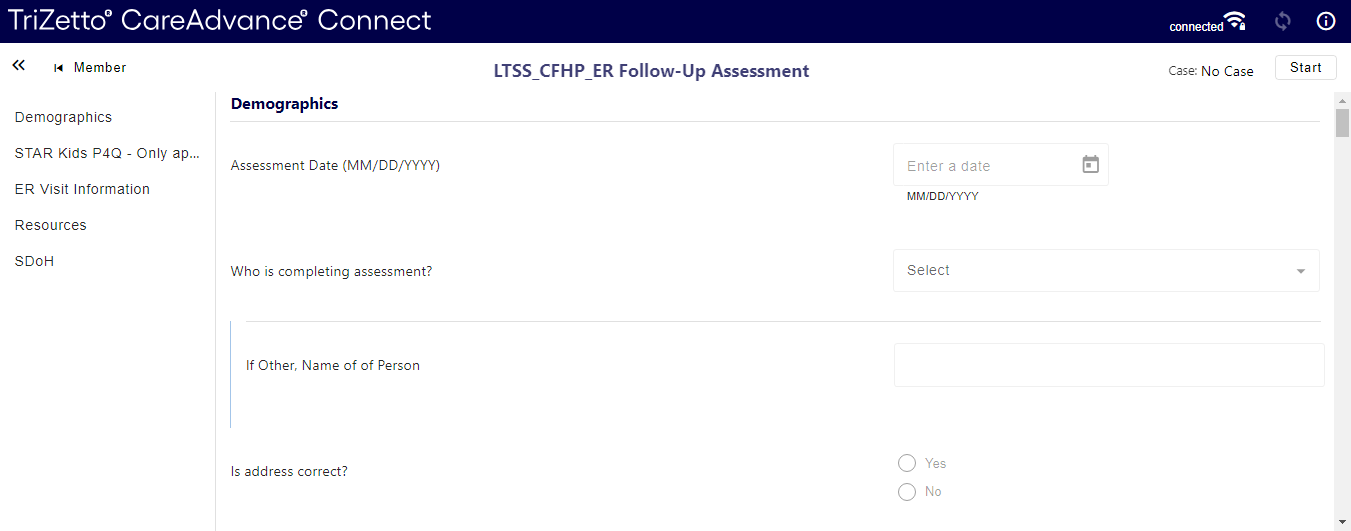 TriZetto® CareAdvance® Connect
connected
Member
LTSS_CFHP_ER Follow-Up Assessment
Case: No Case
Start
Demographics
STAR Kids P4Q - Only ap...
ER Visit Information
Resources
SDoH
Demographics
Assessment Date (MM/DD/YYYY)
Enter a date
MM/DD/YYYY
Who is completing assessment?
Select
If Other, Name of of Person
Is address correct?
Yes
No